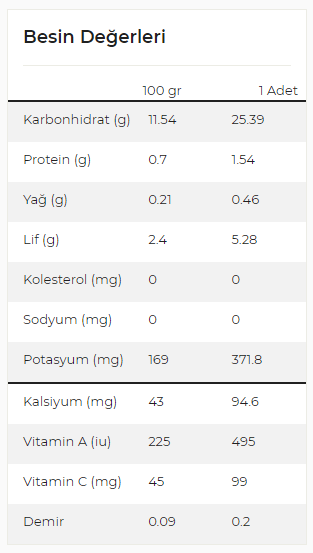 Besin Değerleri
100 gr 1 Adet
Karbonhidrat (g) 11.54 25.39
Protein (g) 0.7 1.54
Yağ (g) 0.21 0.46
Lif (g) 2.4 5.28
Kolesterol (mg) 0 0
Sodyum (mg) 0 0
Potasyum (mg) 169 371.8
Kalsiyum (mg) 43 94.6
Vitamin A (iu) 225 495
Vitamin C (mg) 45 99
Demir 0.09 0.2